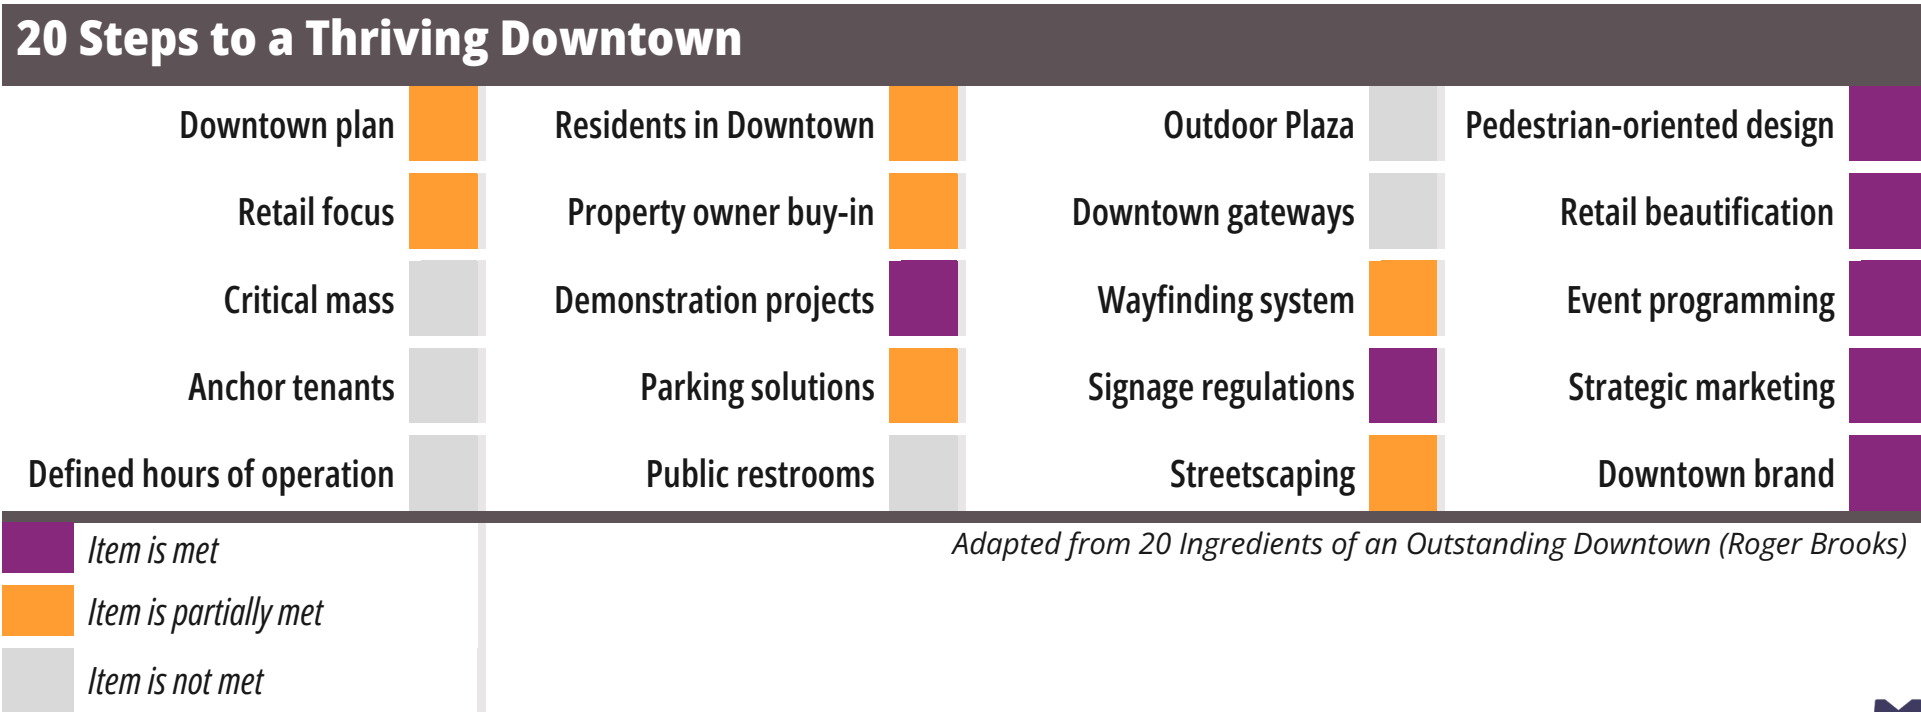 20 Steps to a Thriving Downtown
Downtown plan
Residents in Downtown
Outdoor Plaza
Pedestrian-oriented design
Retail focus
Property owner buy-in
Downtown gateways
Retail beautification
Critical mass
Demonstration projects
Wayfinding system
Event programming
Anchor tenants
Parking solutions
Signage regulations
Strategic marketing
Defined hours of operation
Public restrooms
Streetscaping
Downtown brand
Item is met
Adapted from 20 Ingredients of an Outstanding Downtown (Roger Brooks)
Item is partially met
Item is not met